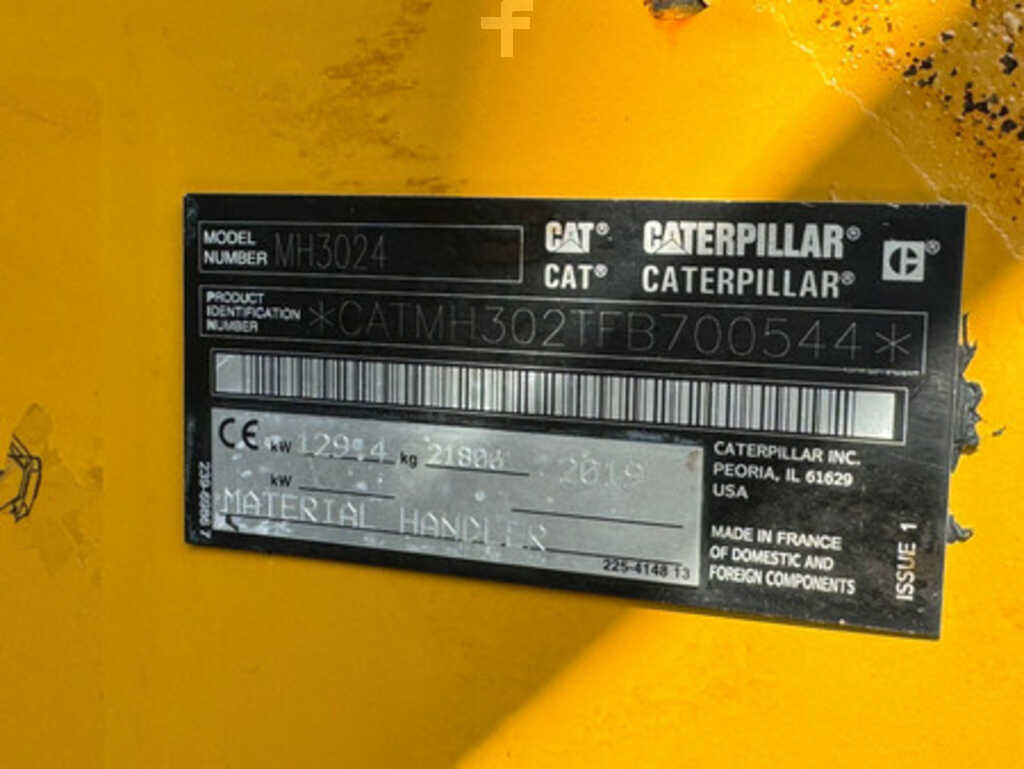 MODEL
NUMBER MH3024
CAT® CATERPILLAR®
CAT® CATERPILLAR®
PRODUCT
IDENTIFICATION
NUMBER *CATMH302TFB700544*
CE kW 129.4 kg 21806 2019
kW
MATERIAL HANDLER
225-4148 13
CATERPILLAR INC.
PEORIA, IL 61629
USA
MADE IN FRANCE
OF DOMESTIC AND
FOREIGN COMPONENTS
ISSUE 1